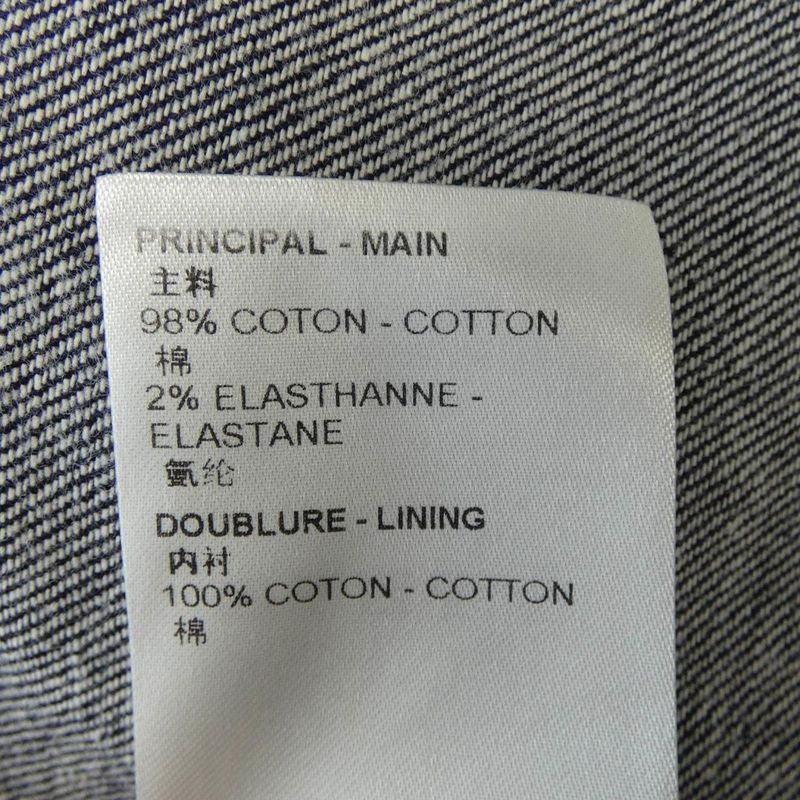 PRINCIPAL - MAIN
主料
98% COTON - COTTON
棉
2% ELASTHANNE -
ELASTANE
氨纶
DOUBLURE - LINING
内衬
100% COTON - COTTON
棉